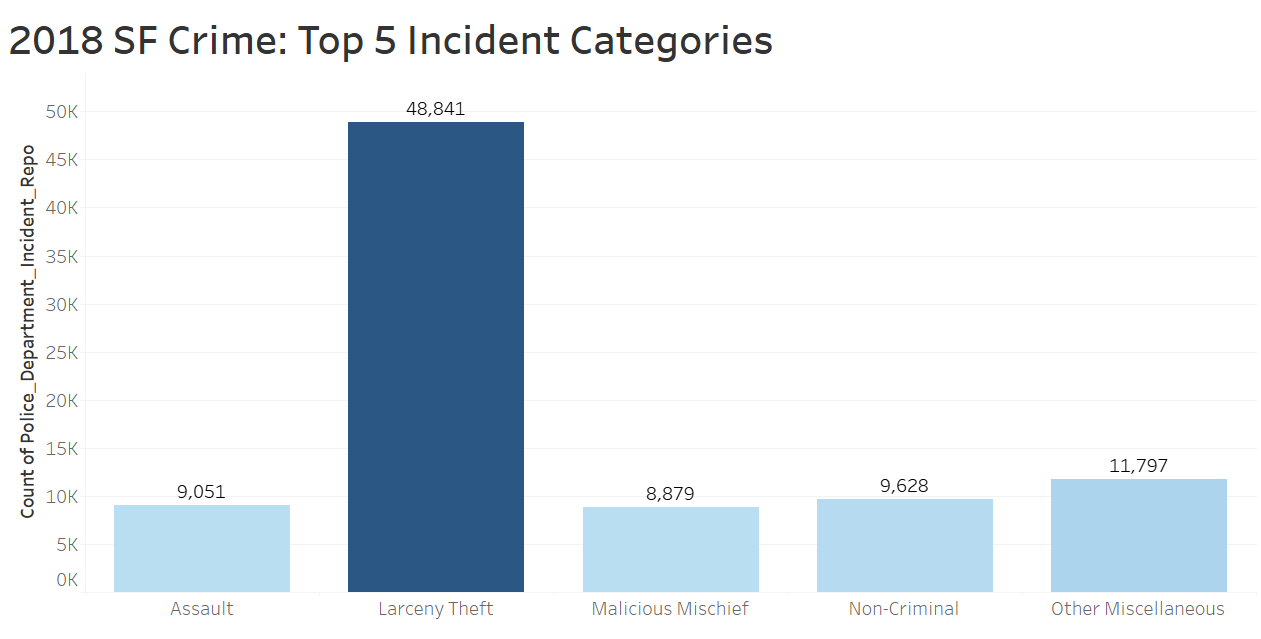 2018 SF Crime: Top 5 Incident Categories
Count of Police_Department_Incident_Repo
50K
45K
40K
35K
30K
25K
20K
15K
10K
5K
0K
9,051
48,841
8,879
9,628
11,797
Assault
Larceny Theft
Malicious Mischief
Non-Criminal
Other Miscellaneous